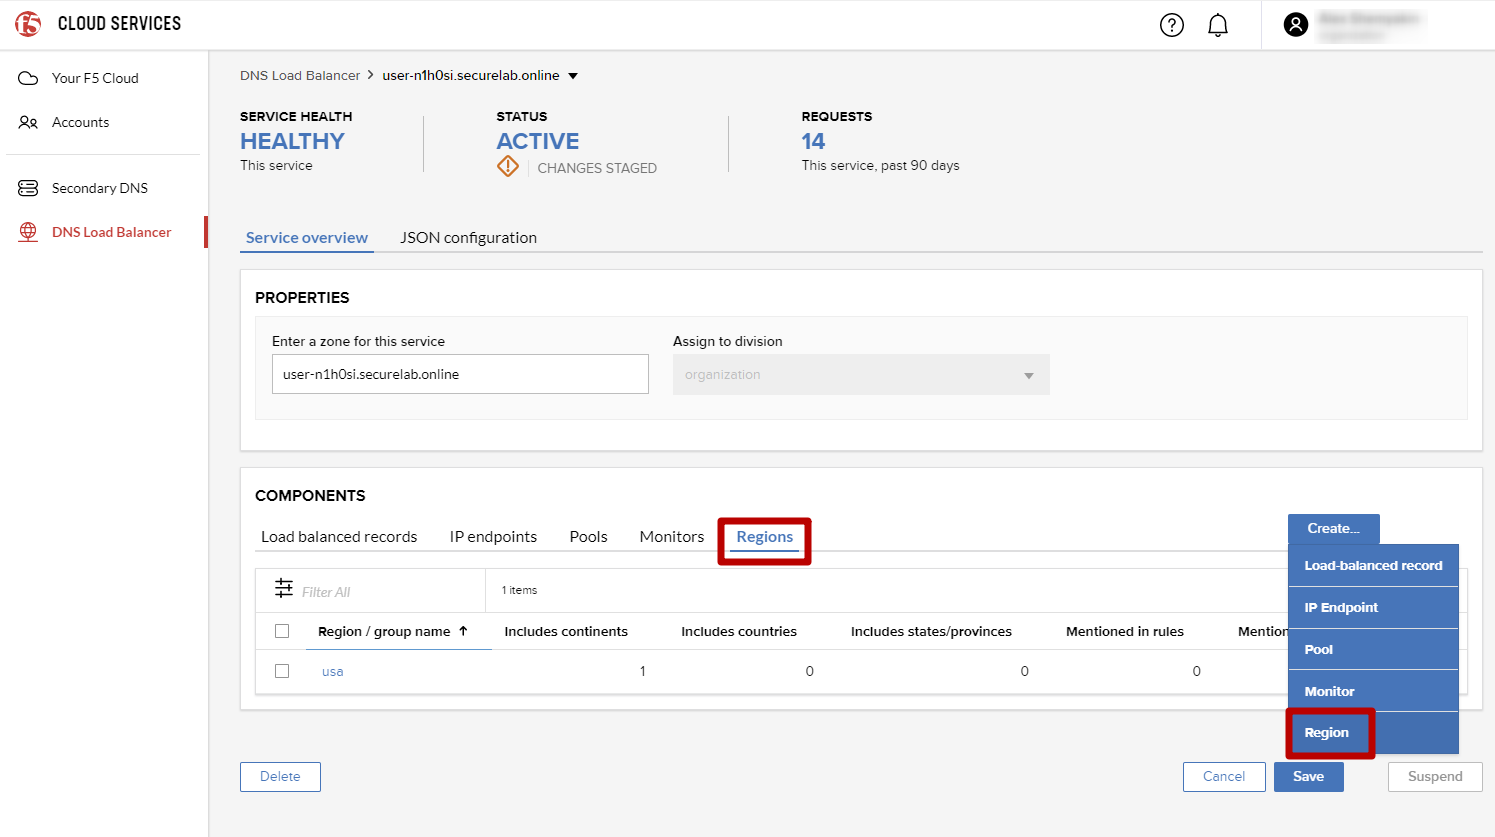 f5 CLOUD SERVICES
Your F5 Cloud
Accounts
Secondary DNS
DNS Load Balancer
DNS Load Balancer > user-n1h0si.securelab.online
SERVICE HEALTH
HEALTHY
This service
STATUS
ACTIVE
CHANGES STAGED
REQUESTS
14
This service, past 90 days
Service overview JSON configuration
PROPERTIES
Enter a zone for this service
user-n1h0si.securelab.online
Assign to division
organization
COMPONENTS
Load balanced records IP endpoints Pools Monitors Regions
Create...
Load-balanced record
IP Endpoint
Pool
Monitor
Region
Filter All 1 items
Region / group name ↑ Includes continents Includes countries Includes states/provinces Mentioned in rules Mention
usa 1 0 0 0
Delete Cancel Save Suspend